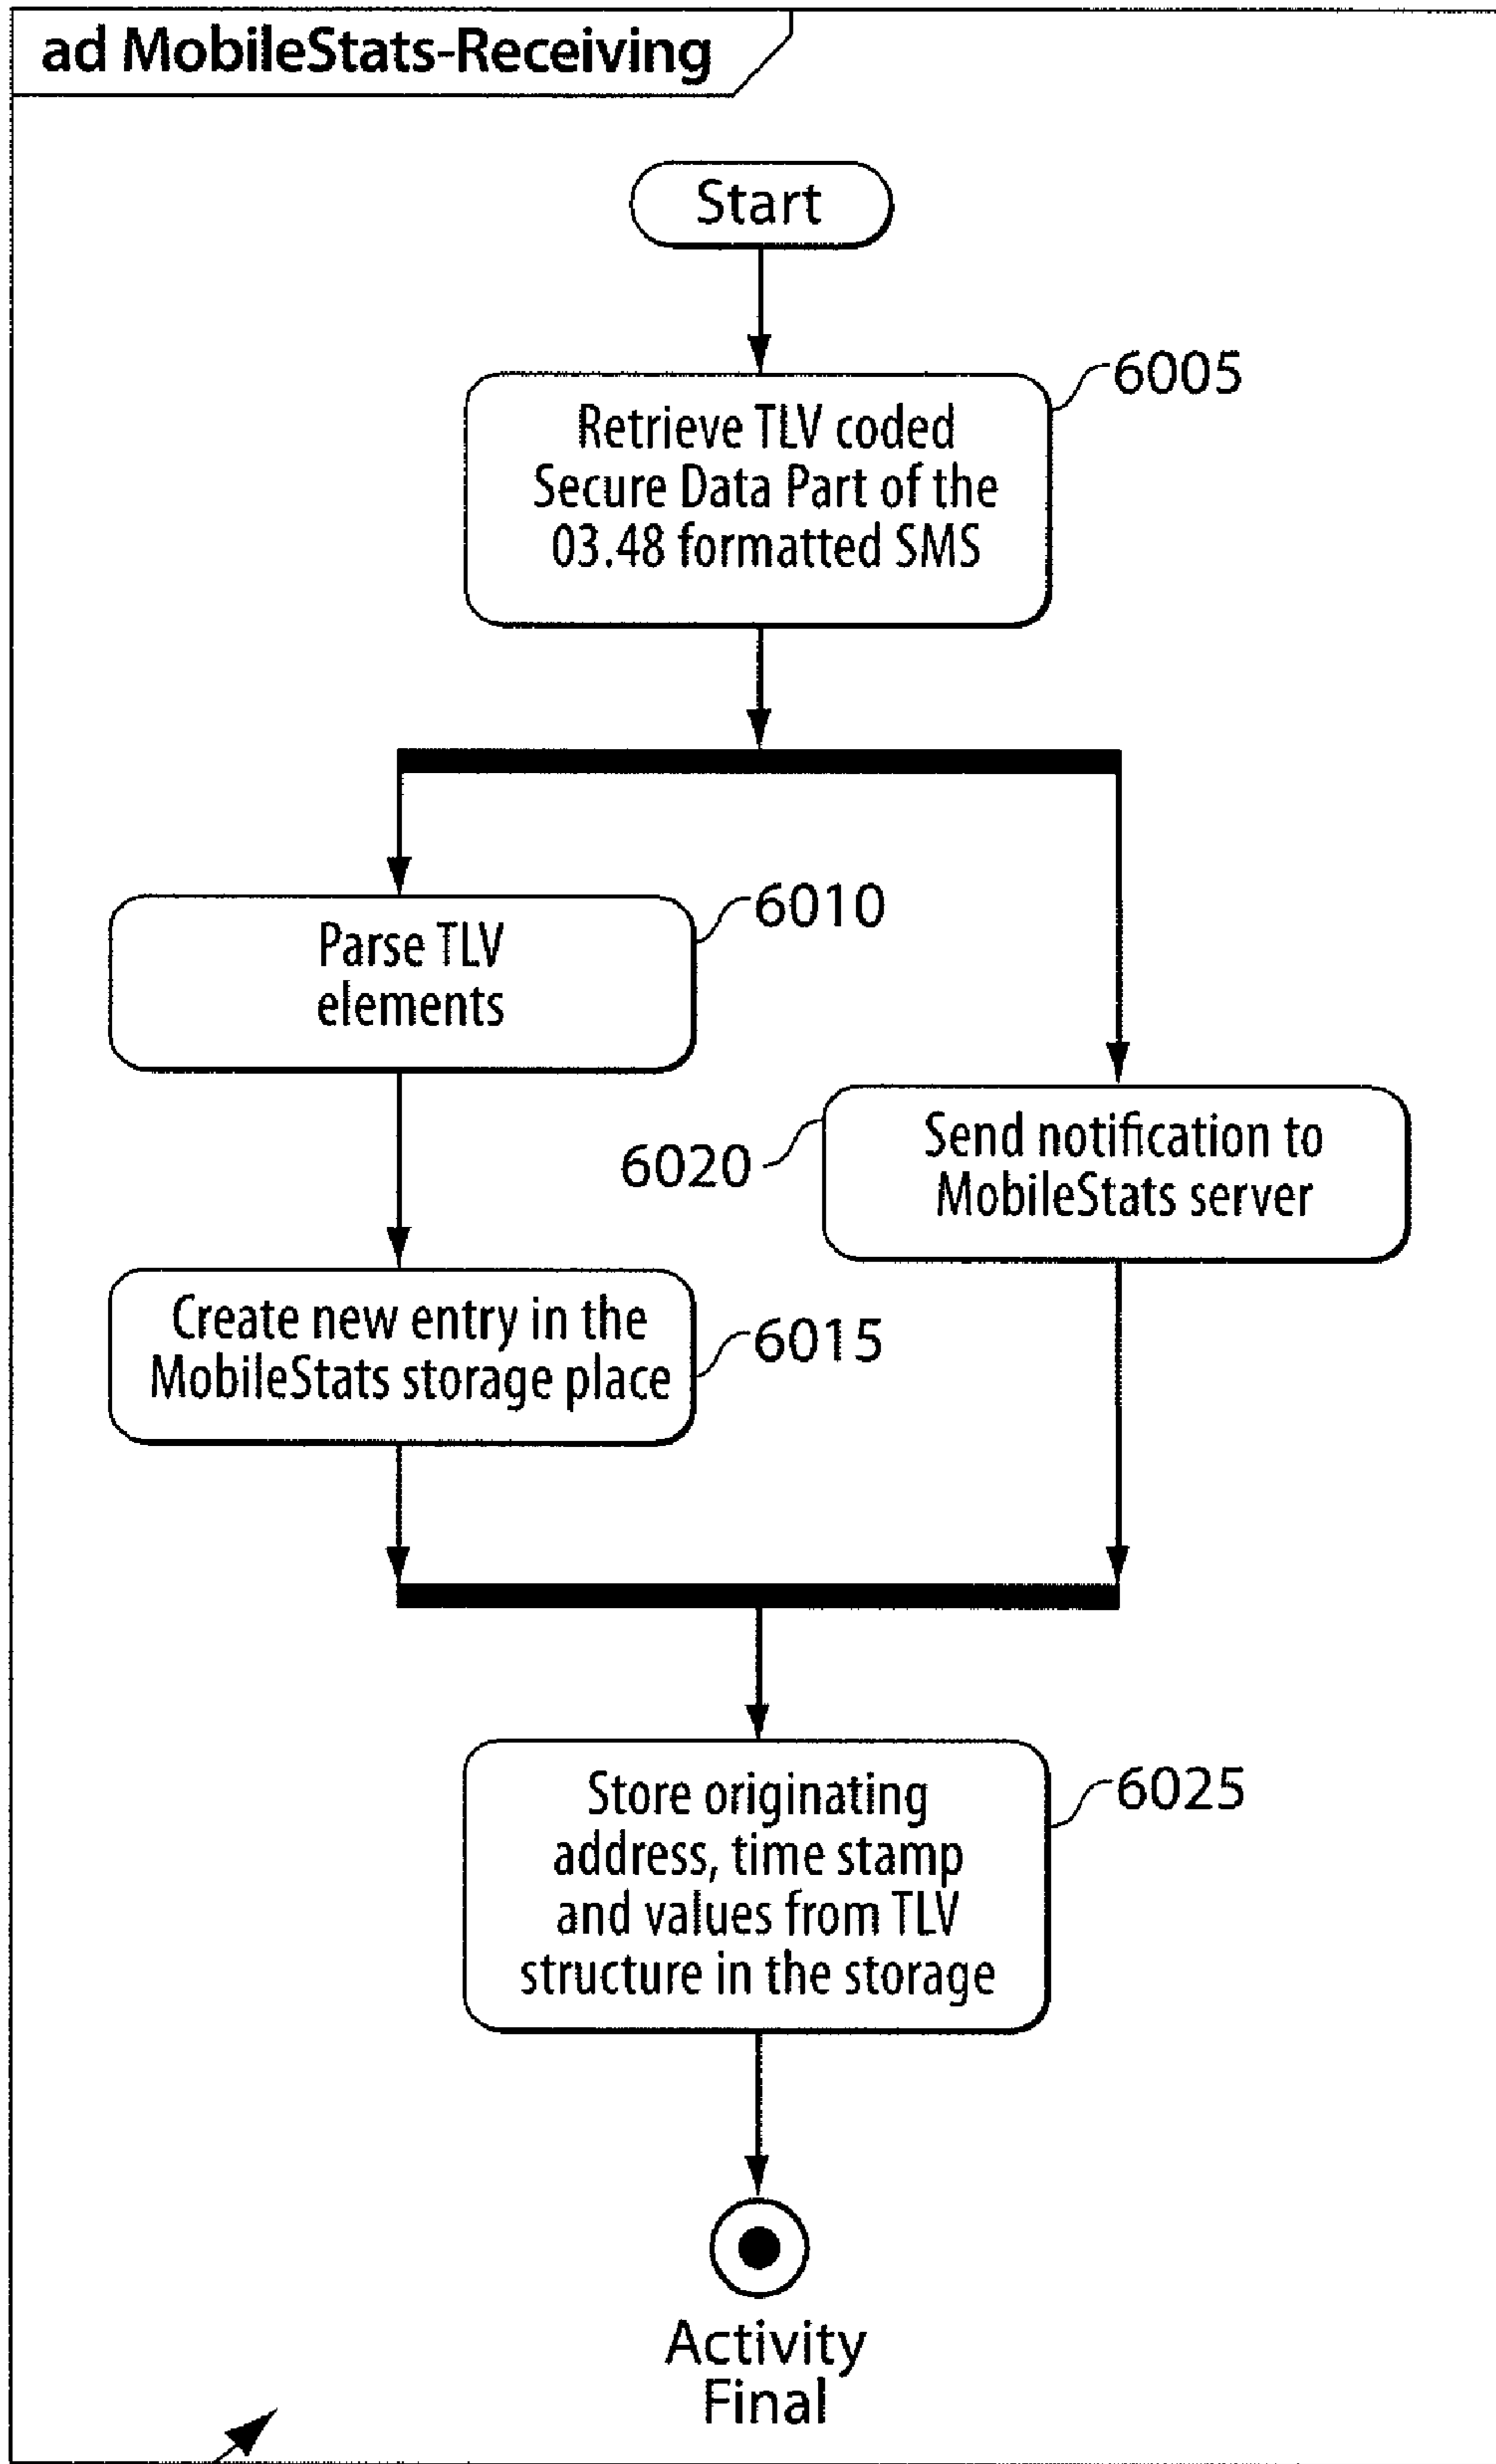 ad MobileStats-Receiving
Start
6005
Retrieve TLV coded
Secure Data Part of the
03.48 formatted SMS
6010
Parse TLV
elements
6020
Send notification to
MobileStats server
Create new entry in the
MobileStats storage place
6015
6025
Store originating
address, time stamp
and values from TLV
structure in the storage
Activity
Final